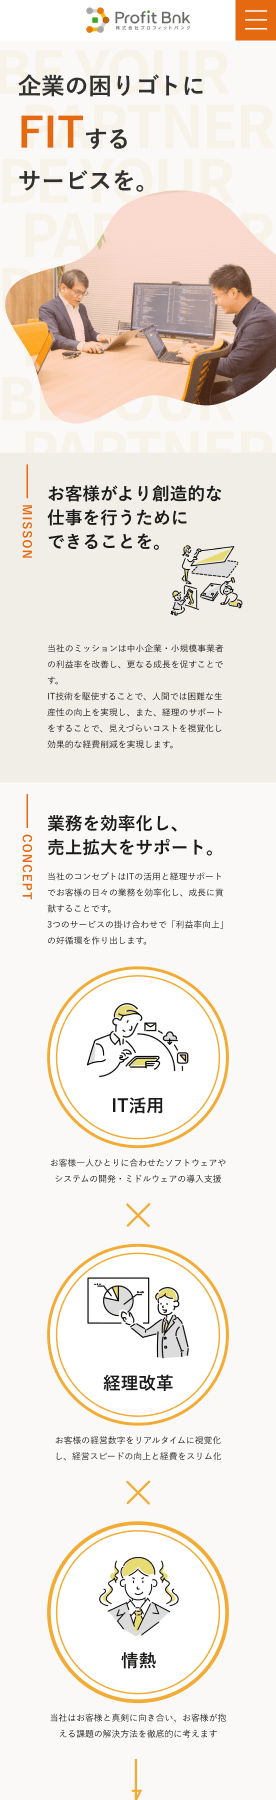 Profit Bnk
株式会社プロフィットバンク
BE YOUR
PARTNER
BE YOUR
PARTNER
BE YOUR
PARTNER
企業の困りゴトに
FITする
サービスを。
MISSON
お客様がより創造的な
仕事を行うために
できることを。
当社のミッションは中小企業・小規模事業者
の利益率を改善し、更なる成長を促すことで
す。
IT技術を駆使することで、人間では困難な生
産性の向上を実現し、また、経理のサポート
をすることで、見えづらいコストを視覚化し
効果的な経費削減を実現します。
CONCEPT
業務を効率化し、
売上拡大をサポート。
当社のコンセプトはITの活用と経理サポート
でお客様の日々の業務を効率化し、成長に貢
献することです。
3つのサービスの掛け合わせで「利益率向上」
の好循環を作り出します。
IT活用
お客様一人ひとりに合わせたソフトウェアや
システムの開発・ミドルウェアの導入支援
経理改革
お客様の経営数字をリアルタイムに視覚化
し、経営スピードの向上と経費をスリム化
情熱
当社はお客様と真剣に向き合い、お客様が抱
える課題の解決方法を徹底的に考えます